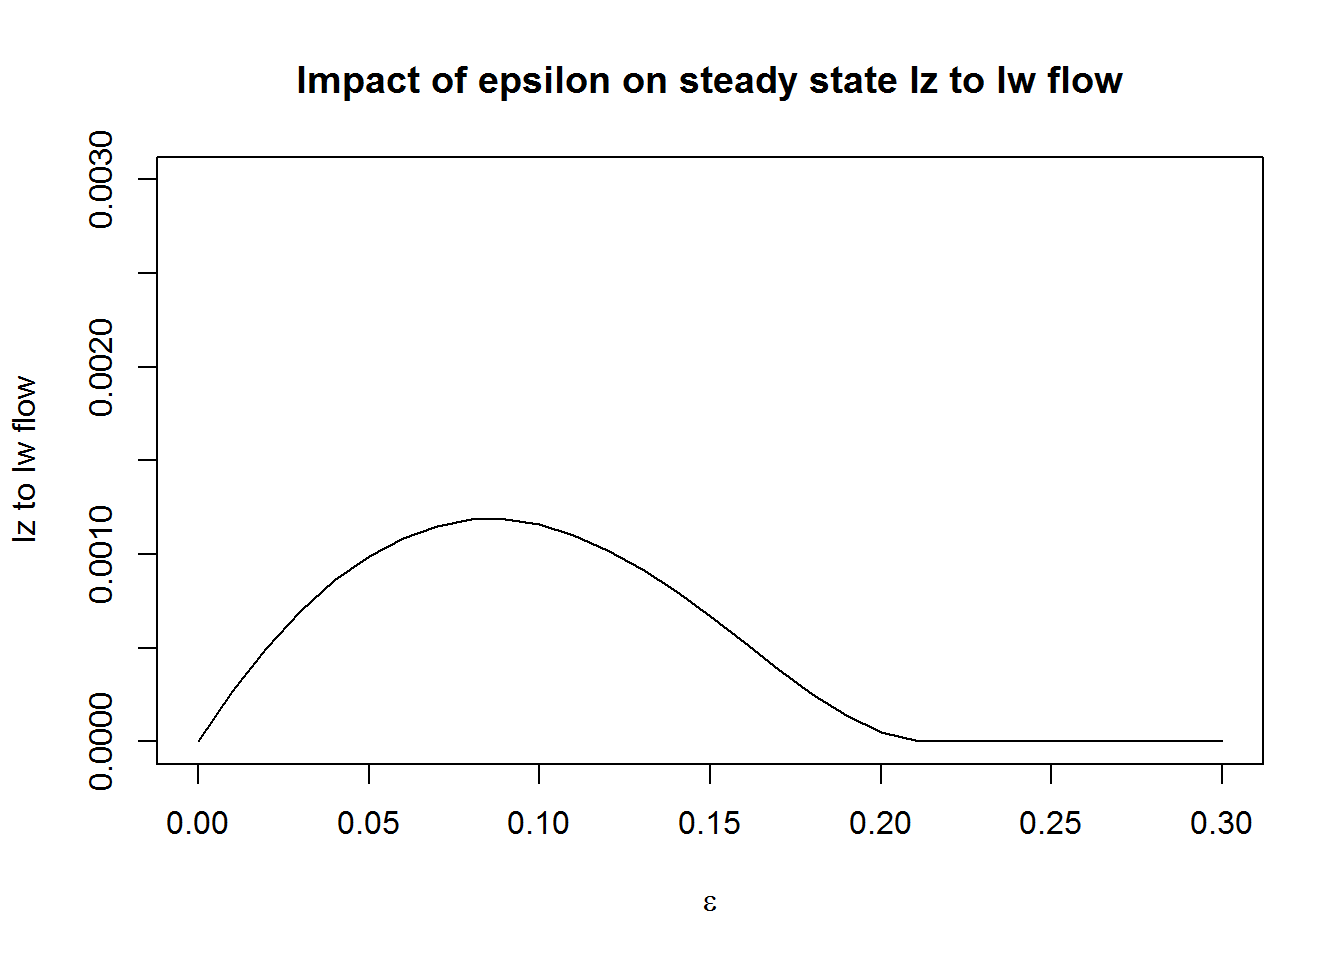 Impact of epsilon on steady state Iz to Iw flow
Iz to Iw flow
0.0030
0.0020
0.0010
0.0000
0.00 0.05 0.10 0.15 0.20 0.25 0.30
ε